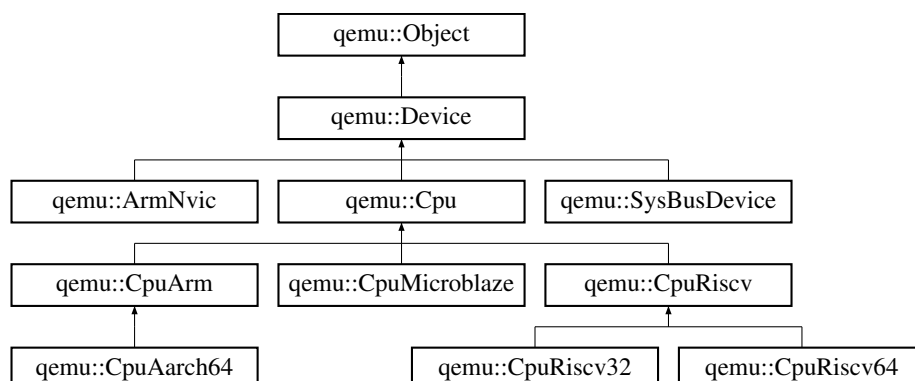 qemu::Object
qemu::Device
qemu::ArmNvic
qemu::Cpu
qemu::SysBusDevice
qemu::CpuArm
qemu::CpuMicroblaze
qemu::CpuRiscv
qemu::CpuAarch64
qemu::CpuRiscv32
qemu::CpuRiscv64